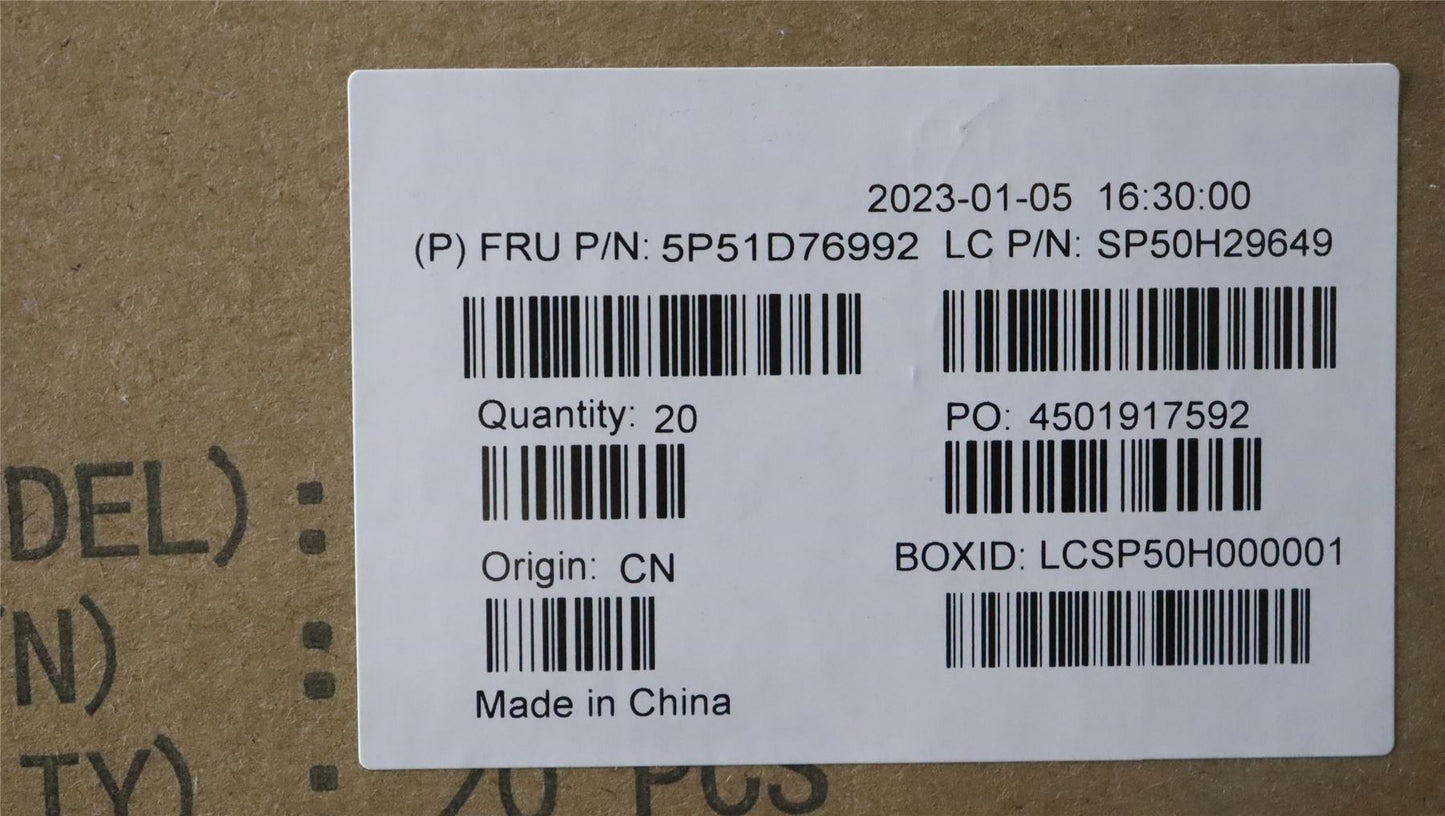 2023-01-05 16:30:00
(P) FRU P/N: 5P51D76992 LC P/N: SP50H29649
Quantity: 20 PO: 4501917592
Origin: CN BOXID: LCSP50H000001
Made in China
DEL) :
N) :
TY) : 20 PCS